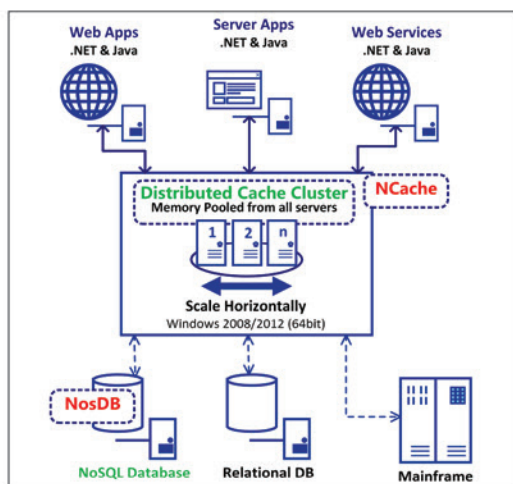 Web Apps
.NET & Java
Server Apps
.NET & Java
Web Services
.NET & Java
Distributed Cache Cluster
Memory Pooled from all servers
NCache
1 2 n
Scale Horizontally
Windows 2008/2012 (64bit)
NosDB
NoSQL Database
Relational DB
Mainframe